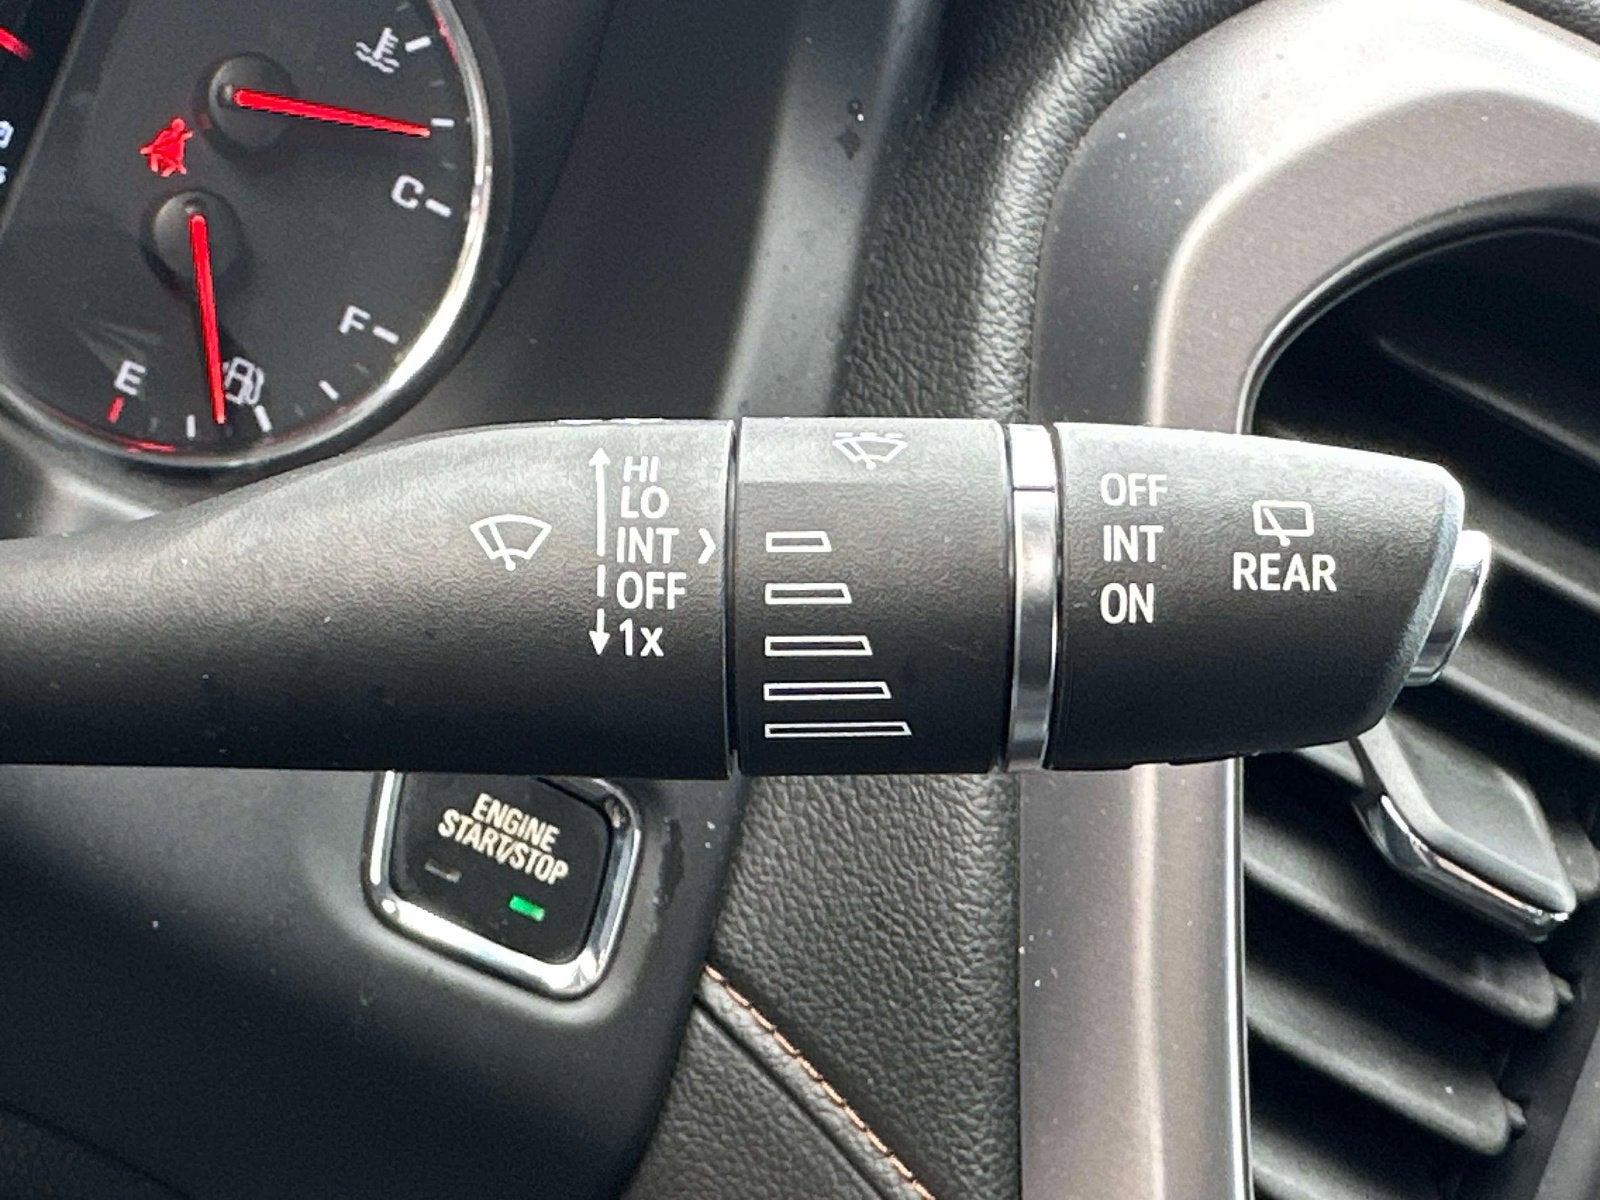 C
F
E
HI
LO
INT
OFF
1x
OFF
INT
ON
REAR
ENGINE
START/STOP